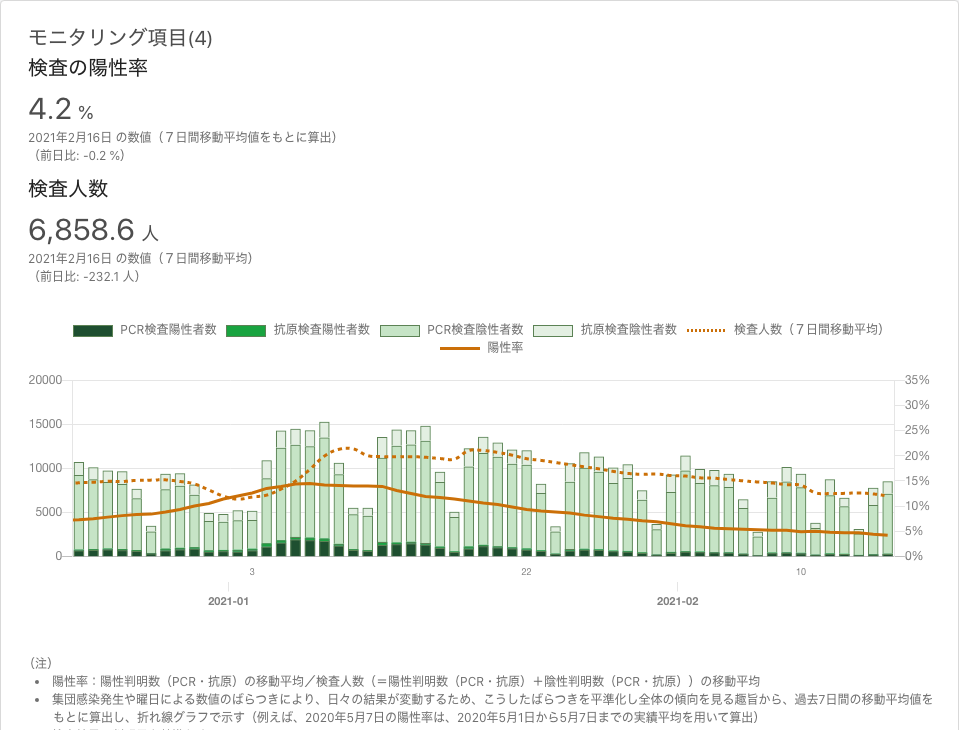 モニタリング項目(4)
検査の陽性率
4.2 %
2021年2月16日 の数値（７日間移動平均値をもとに算出）
（前日比: -0.2 %）
検査人数
6,858.6 人
2021年2月16日 の数値（７日間移動平均）
（前日比: -232.1 人）
PCR検査陽性者数 抗原検査陽性者数 PCR検査陰性者数 抗原検査陰性者数 検査人数（７日間移動平均）
陽性率
20000 35%
30%
15000 25%
20%
10000 15%
5000 10%
5%
0 0%
3 22 10
2021-01 2021-02
（注）
• 陽性率：陽性判明数（PCR・抗原）の移動平均／検査人数（＝陽性判明数（PCR・抗原）＋陰性判明数（PCR・抗原））の移動平均
• 集団感染発生や曜日による数値のばらつきにより、日々の結果が変動するため、こうしたばらつきを平準化し全体の傾向を見る趣旨から、過去7日間の移動平均値を
もとに算出し、折れ線グラフで示す（例えば、2020年5月7日の陽性率は、2020年5月1日から5月7日までの実績平均を用いて算出）